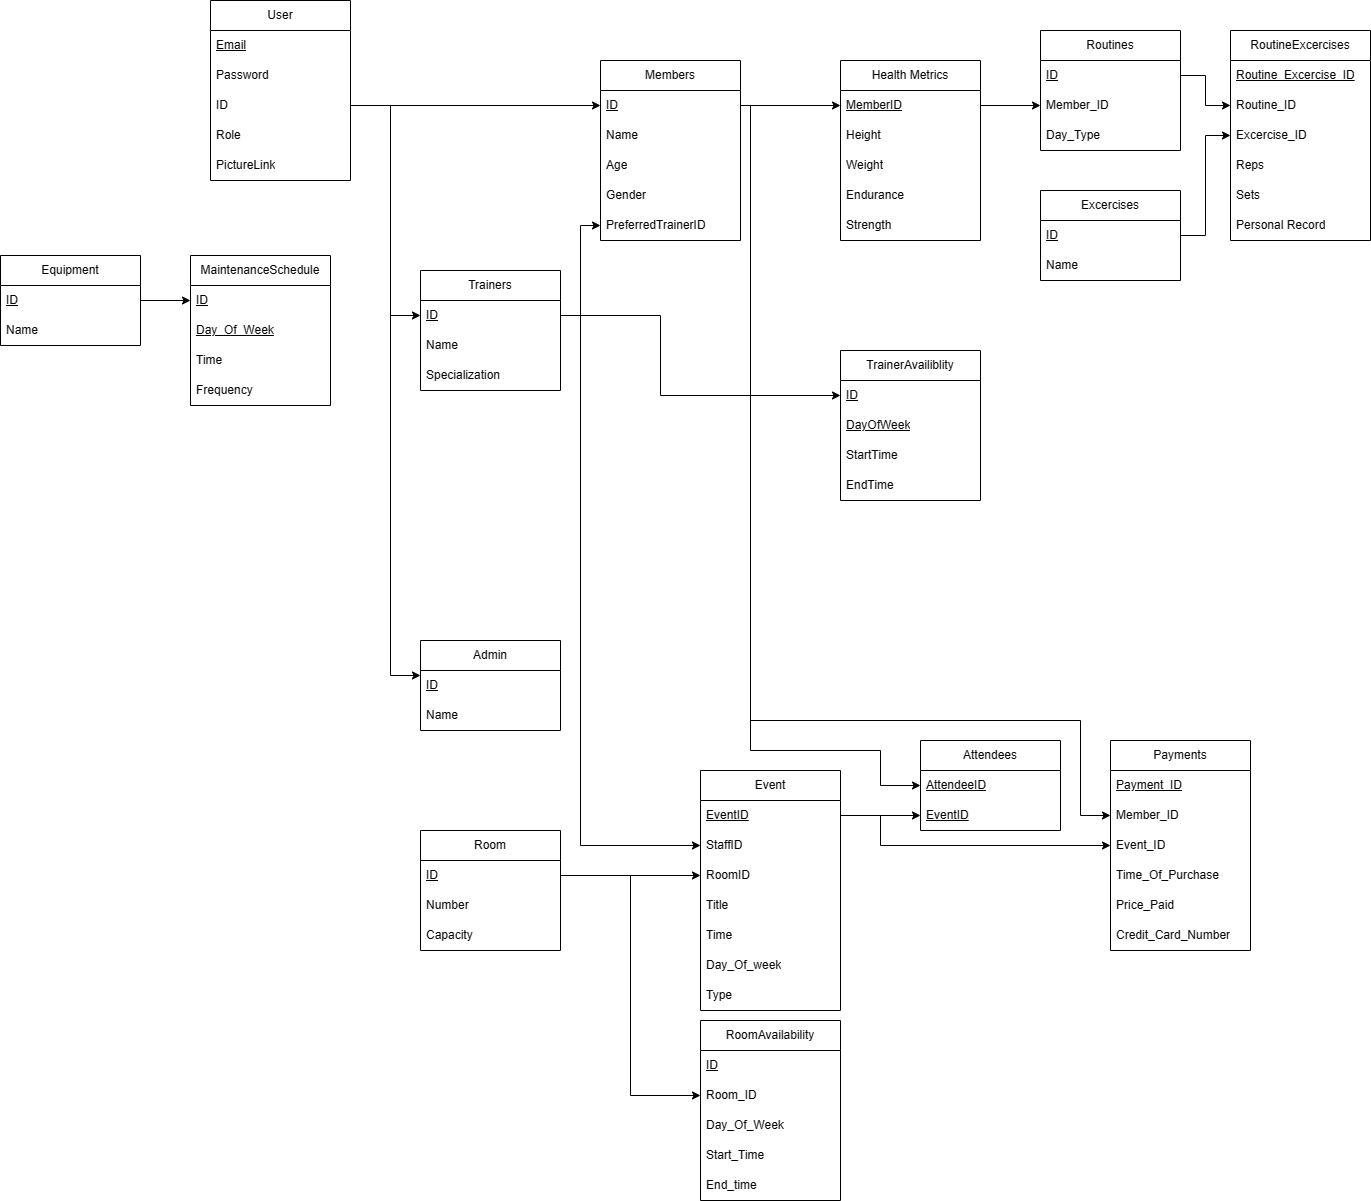 User
Email
Password
ID
Role
PictureLink
Members
ID
Name
Age
Gender
PreferredTrainerID
Health Metrics
MemberID
Height
Weight
Endurance
Strength
Routines
ID
Member_ID
Day_Type
RoutineExcercises
Routine_Excercise_ID
Routine_ID
Excercise_ID
Reps
Sets
Personal Record
Excercises
ID
Name
Equipment
ID
Name
MaintenanceSchedule
ID
Day_Of_Week
Time
Frequency
Trainers
ID
Name
Specialization
TrainerAvailiblity
ID
DayOfWeek
StartTime
EndTime
Admin
ID
Name
Attendees
AttendeeID
EventID
Payments
Payment_ID
Member_ID
Event_ID
Time_Of_Purchase
Price_Paid
Credit_Card_Number
Event
EventID
StaffID
RoomID
Title
Time
Day_Of_week
Type
Room
ID
Number
Capacity
RoomAvailability
ID
Room_ID
Day_Of_Week
Start_Time
End_time